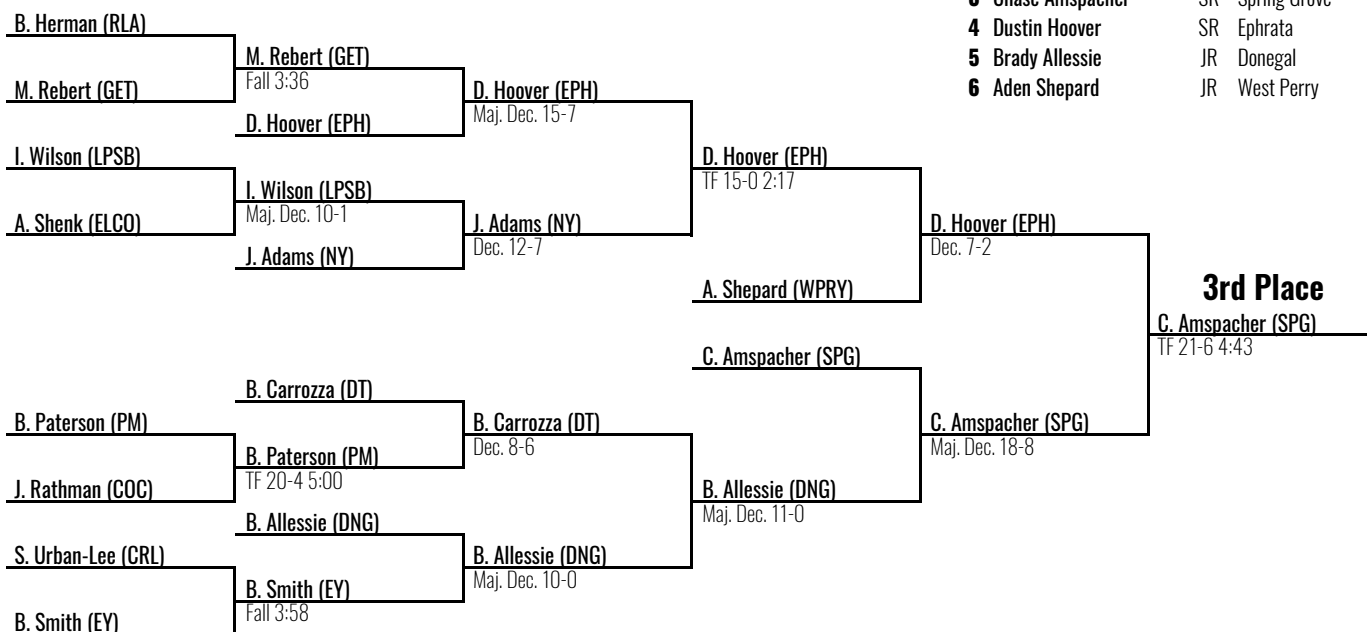 3 Chase Amspacher SR Spring Grove
B. Herman (RLA)
4 Dustin Hoover SR Ephrata
M. Rebert (GET)
Fall 3:36
5 Brady Allessie JR Donegal
M. Rebert (GET)
D. Hoover (EPH)
Maj. Dec. 15-7
6 Aden Shepard JR West Perry
D. Hoover (EPH)
I. Wilson (LPSB)
D. Hoover (EPH)
TF 15-0 2:17
I. Wilson (LPSB)
Maj. Dec. 10-1
A. Shenk (ELCO)
J. Adams (NY)
Dec. 12-7
D. Hoover (EPH)
Dec. 7-2
J. Adams (NY)
A. Shepard (WPRY)
3rd Place
C. Amspacher (SPG)
TF 21-6 4:43
C. Amspacher (SPG)
B. Carrozza (DT)
B. Paterson (PM)
B. Carrozza (DT)
Dec. 8-6
C. Amspacher (SPG)
Maj. Dec. 18-8
B. Paterson (PM)
TF 20-4 5:00
J. Rathman (COC)
B. Allessie (DNG)
Maj. Dec. 11-0
B. Allessie (DNG)
S. Urban-Lee (CRL)
B. Allessie (DNG)
Maj. Dec. 10-0
B. Smith (EY)
Fall 3:58
B. Smith (EY)